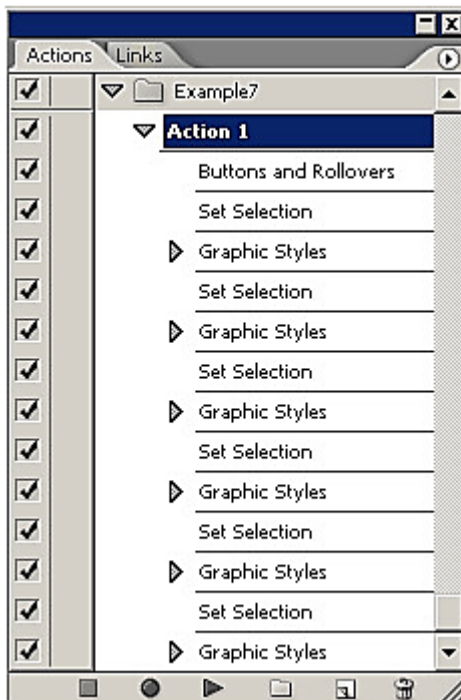 Actions Links
Example7
Action 1
Buttons and Rollovers
Set Selection
Graphic Styles
Set Selection
Graphic Styles
Set Selection
Graphic Styles
Set Selection
Graphic Styles
Set Selection
Graphic Styles
Set Selection
Graphic Styles